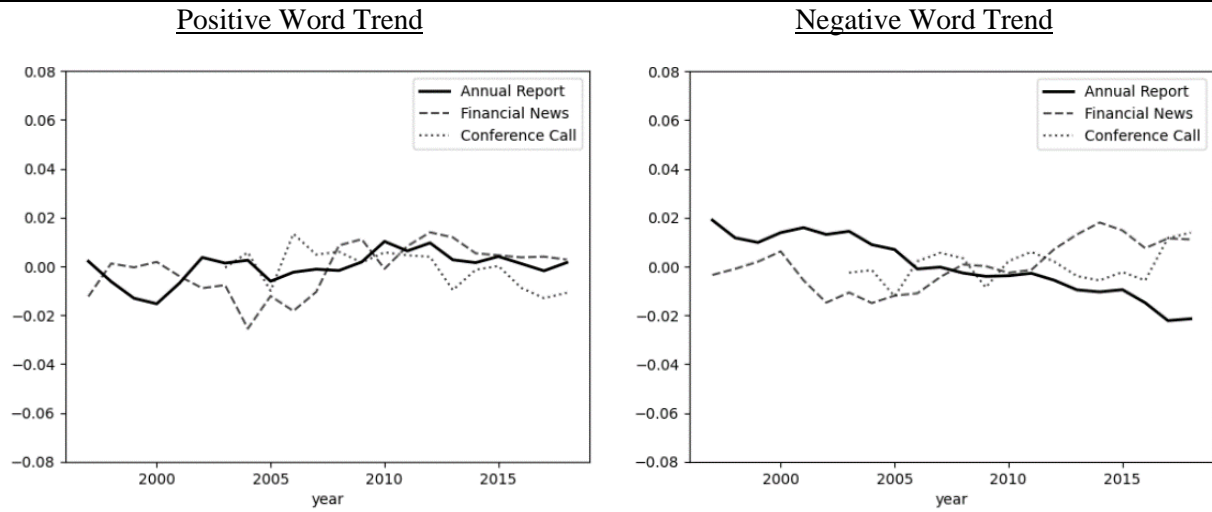 Positive Word Trend
0.08
0.06
0.04
0.02
0.00
−0.02
−0.04
−0.06
−0.08
Annual Report
Financial News
Conference Call
2000
2005
2010
2015
year
Negative Word Trend
0.08
0.06
0.04
0.02
0.00
−0.02
−0.04
−0.06
−0.08
Annual Report
Financial News
Conference Call
2000
2005
2010
2015
year